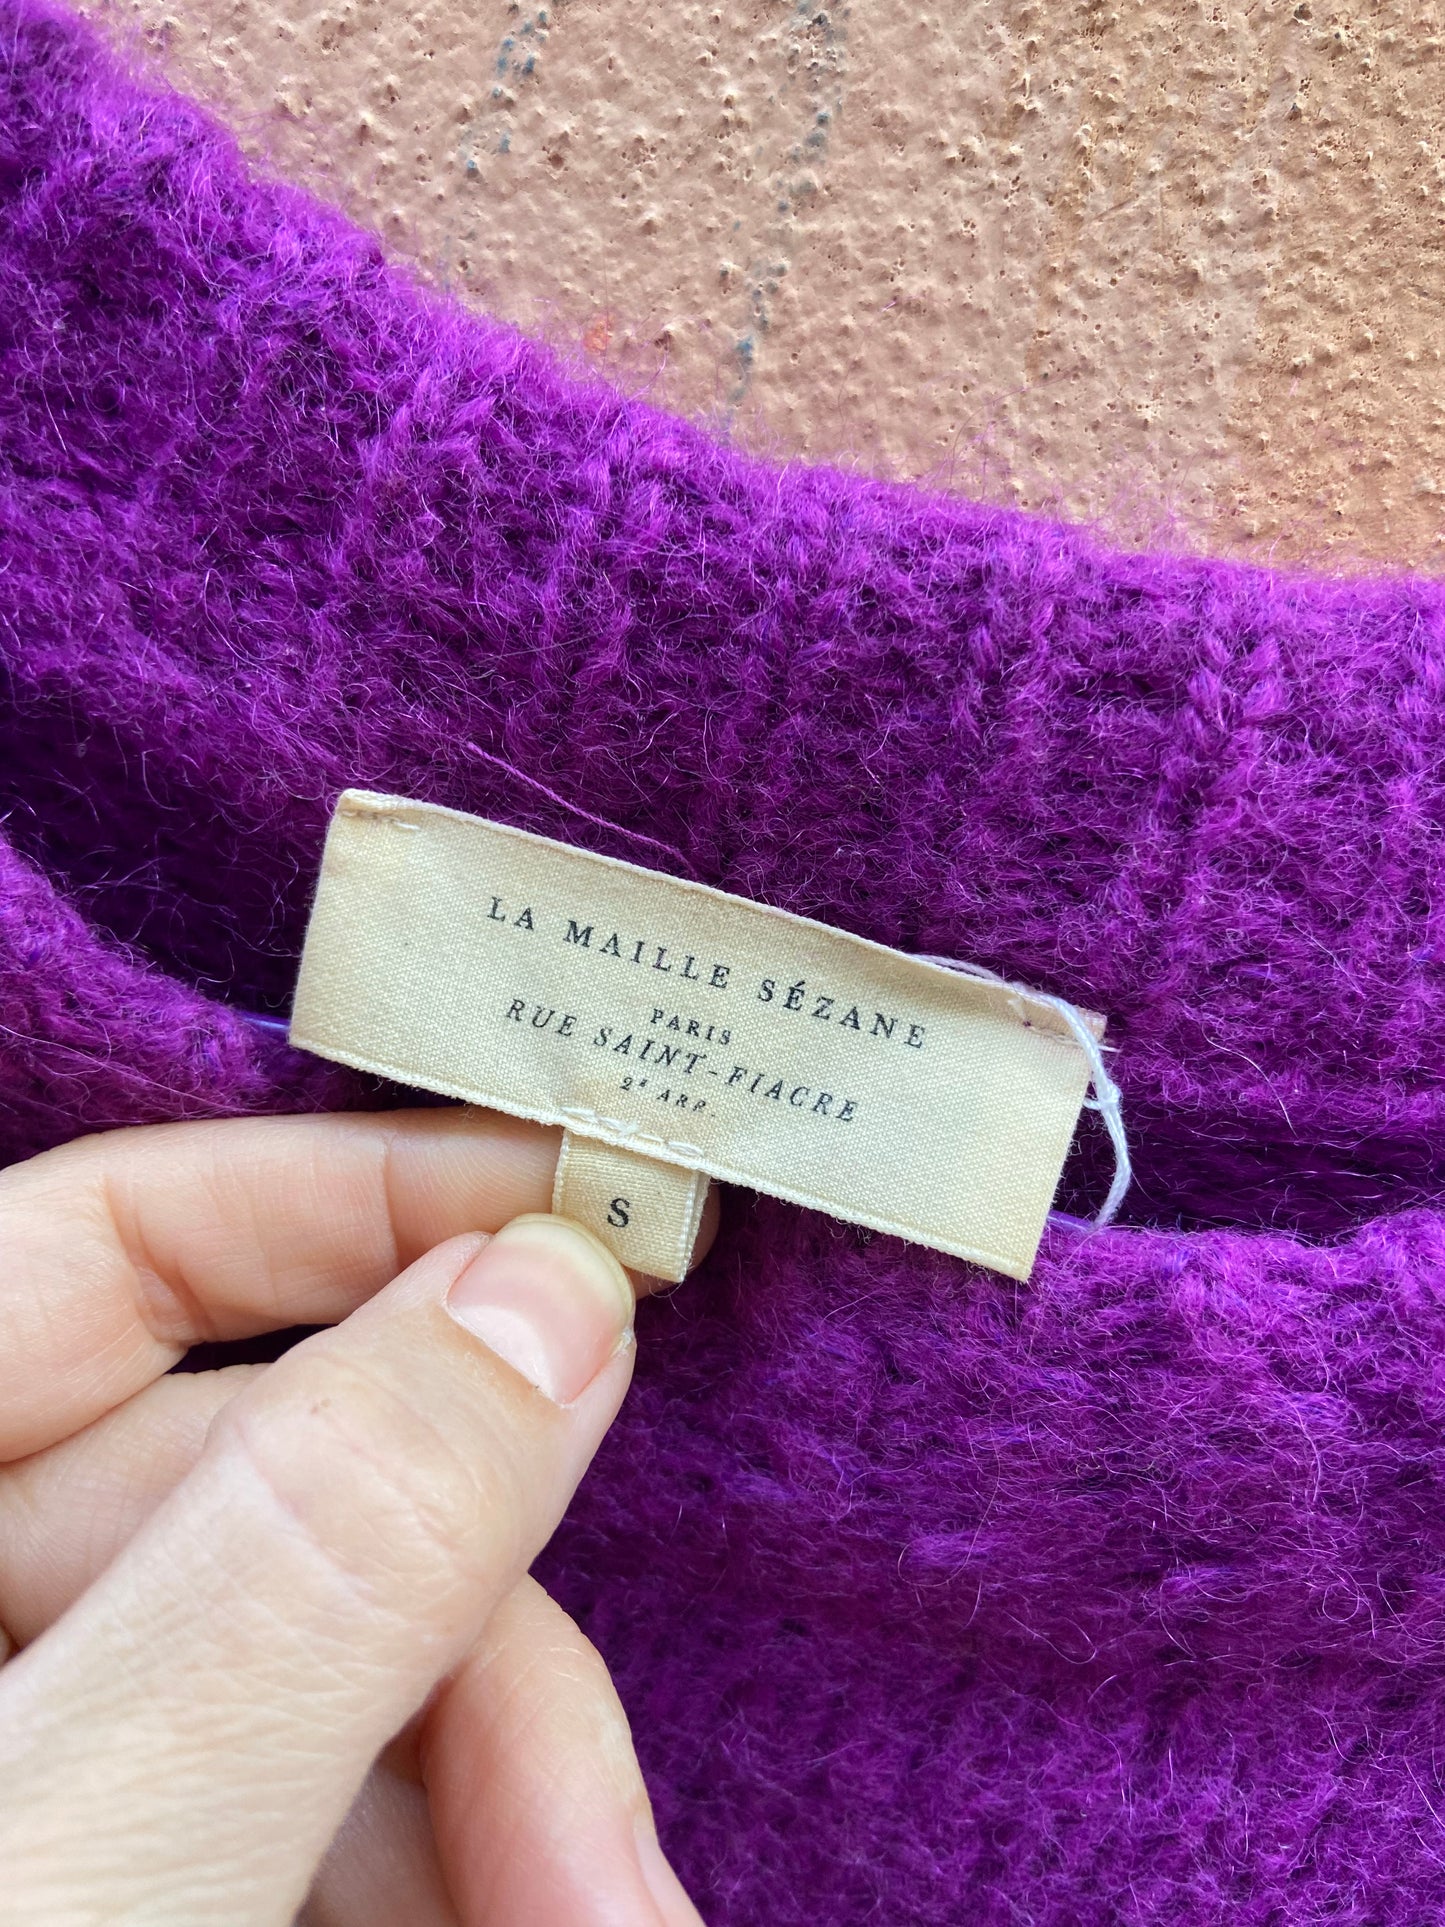 LA MAILLE SÉZANE
PARIS
RUE SAINT-FIACRE
2ᵉ ARR.
S